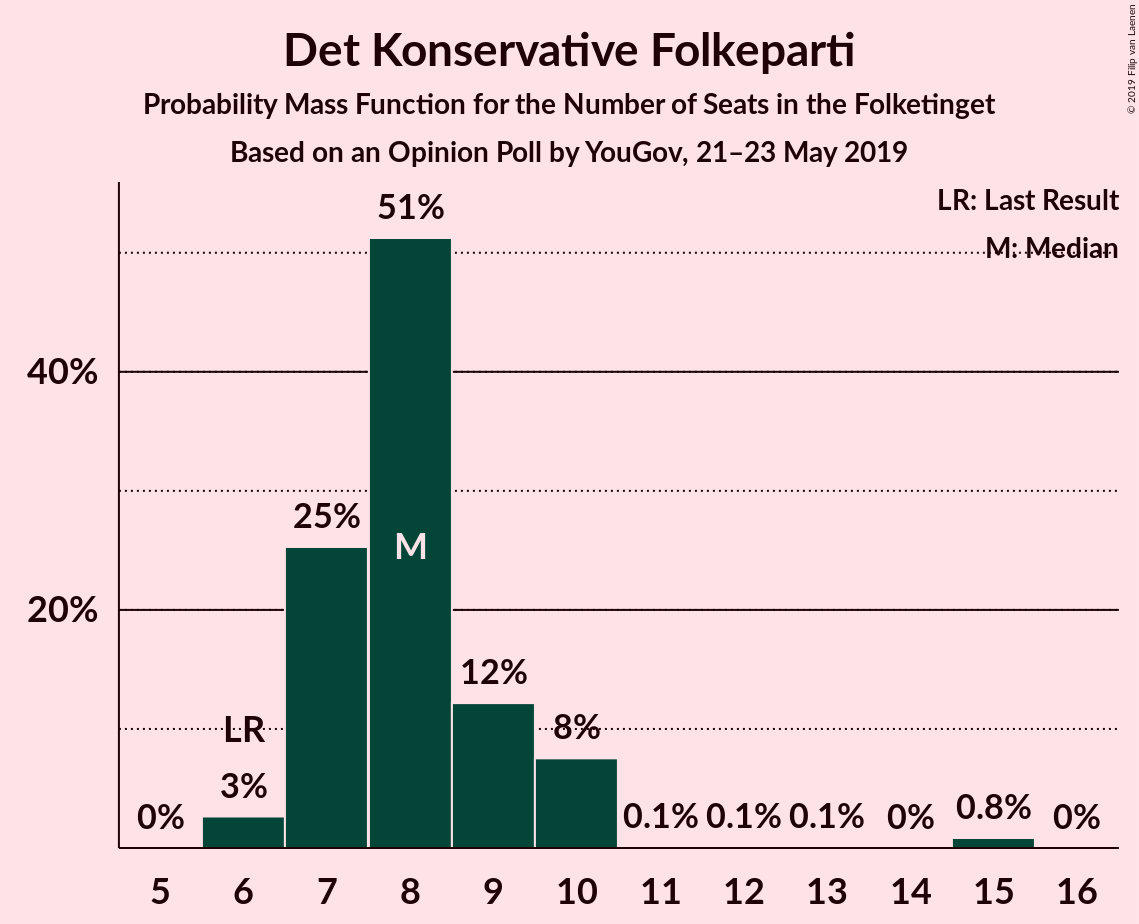 Det Konservative Folkeparti
Probability Mass Function for the Number of Seats in the Folketinget
Based on an Opinion Poll by YouGov, 21–23 May 2019
© 2019 Filip van Laenen
LR: Last Result
M: Median
51%
40%
25%
M
20%
12%
LR
8%
3%
0%
0.1%
0.1%
0.1%
0%
0.8%
0%
5 6 7 8 9 10 11 12 13 14 15 16